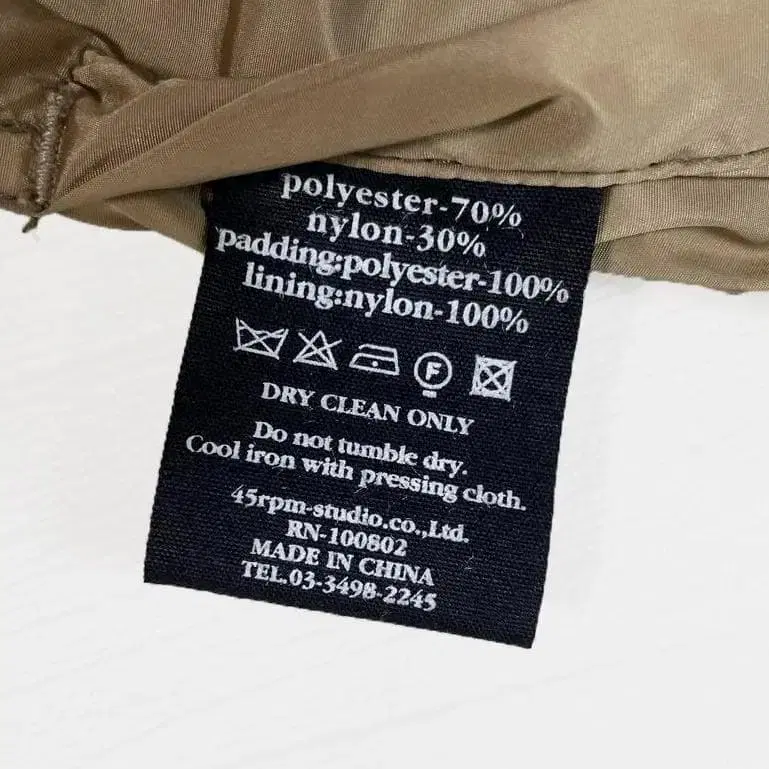 polyester-70%
nylon-30%
padding:polyester-100%
lining:nylon-100%
F
DRY CLEAN ONLY
Do not tumble dry.
Cool iron with pressing cloth.
45rpm-studio.co.,Ltd.
RN-100802
MADE IN CHINA
TEL.03-3498-2245